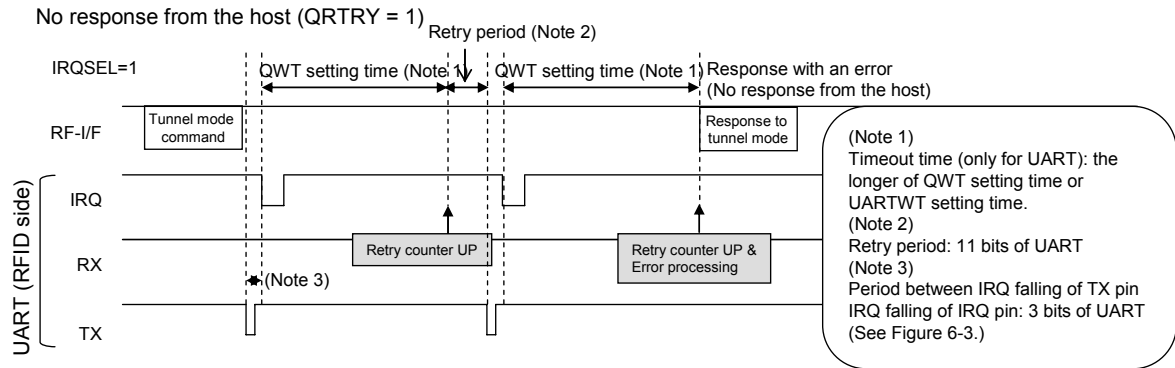 No response from the host (QRTRY = 1)
Retry period (Note 2)
IRQSEL=1
QWT setting time (Note 1)
QWT setting time (Note 1)
Response with an error
(No response from the host)
RF-I/F
Tunnel mode
command
Response to
tunnel mode
UART (RFID side)
IRQ
RX
Retry counter UP
Retry counter UP &
Error processing
(Note 3)
TX
(Note 1)
Timeout time (only for UART): the
longer of QWT setting time or
UARTWT setting time.
(Note 2)
Retry period: 11 bits of UART
(Note 3)
Period between IRQ falling of TX pin
IRQ falling of IRQ pin: 3 bits of UART
(See Figure 6-3.)